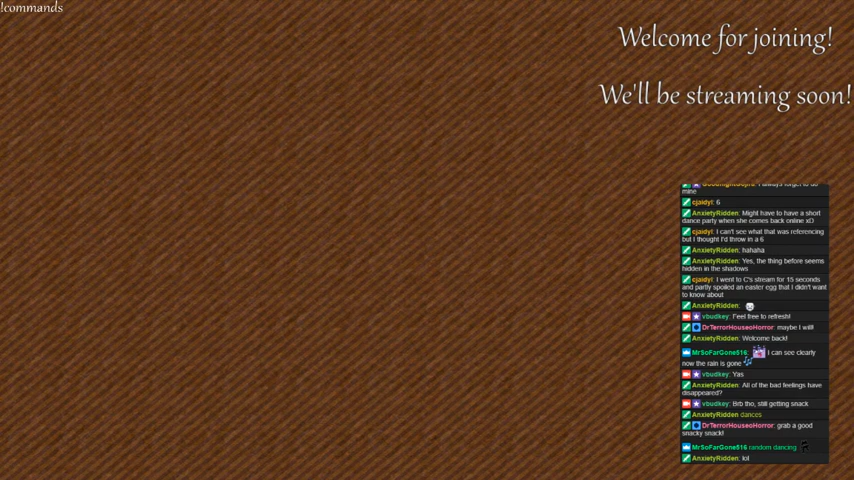 !commands
Welcome for joining!
We'll be streaming soon!
mine
cjaidyl: 6
AnxietyRidden: Might have to have a short
dance party when she comes back online xD
cjaidyl: I can't see what that was referencing
but I thought I'd throw in a 6
AnxietyRidden: hahaha
AnxietyRidden: Yes, the thing before seems
hidden in the shadows
cjaidyl: I went to C's stream for 15 seconds
and partly spoiled an easter egg that I didn't want
to know about
AnxietyRidden:
vbudkey: Feel free to refresh!
DrTerrorHouseoHorror: maybe I will!
AnxietyRidden: Welcome back!
MrSoFarGone516: I can see clearly
now the rain is gone
vbudkey: Yas
AnxietyRidden: All of the bad feelings have
disappeared?
vbudkey: Brb tho, still getting snack
AnxietyRidden dances
DrTerrorHouseoHorror: grab a good
snacky snack!
MrSoFarGone516 random dancing
AnxietyRidden: lol